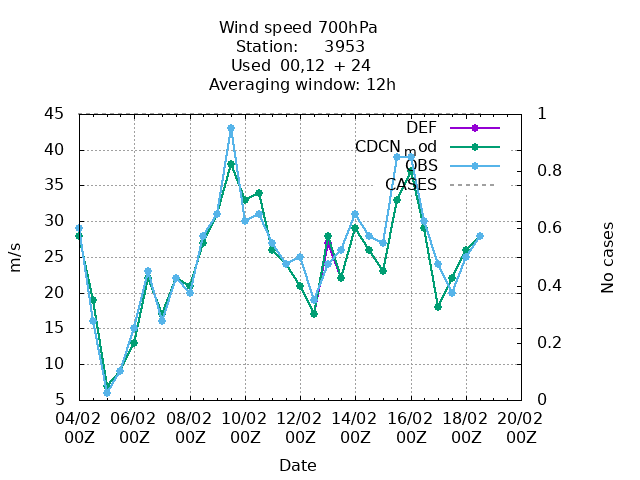 Wind speed 700hPa
Station: 3953
Used 00,12 + 24
Averaging window: 12h
45 1
DEF
40
CDCNmod
OBS
0.8
35
CASES
30 0.6
m/s
25
No cases
20 0.4
15
10 0.2
5 0
04/02 06/02 08/02 10/02 12/02 14/02 16/02 18/02 20/02
00Z 00Z 00Z 00Z 00Z 00Z 00Z 00Z 00Z
Date